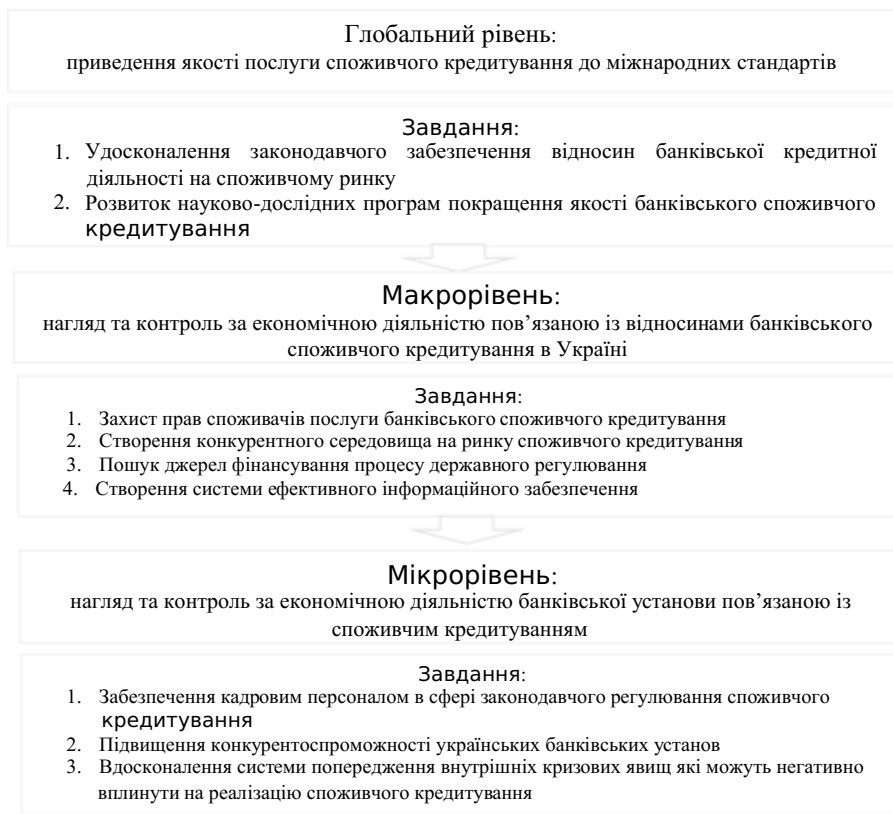 Глобальний рівень:
приведення якості послуги споживчого кредитування до міжнародних стандартів
Завдання:
1. Удосконалення законодавчого забезпечення відносин банківської кредитної
діяльності на споживчому ринку
2. Розвиток науково-дослідних програм покращення якості банківського споживчого
кредитування
Макрорівень:
нагляд та контроль за економічною діяльністю пов’язаною із відносинами банківського
споживчого кредитування в Україні
Завдання:
1. Захист прав споживачів послуги банківського споживчого кредитування
2. Створення конкурентного середовища на ринку споживчого кредитування
3. Пошук джерел фінансування процесу державного регулювання
4. Створення системи ефективного інформаційного забезпечення
Мікрорівень:
нагляд та контроль за економічною діяльністю банківської установи пов’язаною із
споживчим кредитуванням
Завдання:
1. Забезпечення кадровим персоналом в сфері законодавчого регулювання споживчого
кредитування
2. Підвищення конкурентоспроможності українських банківських установ
3. Вдосконалення системи попередження внутрішніх кризових явищ які можуть негативно
вплинути на реалізацію споживчого кредитування